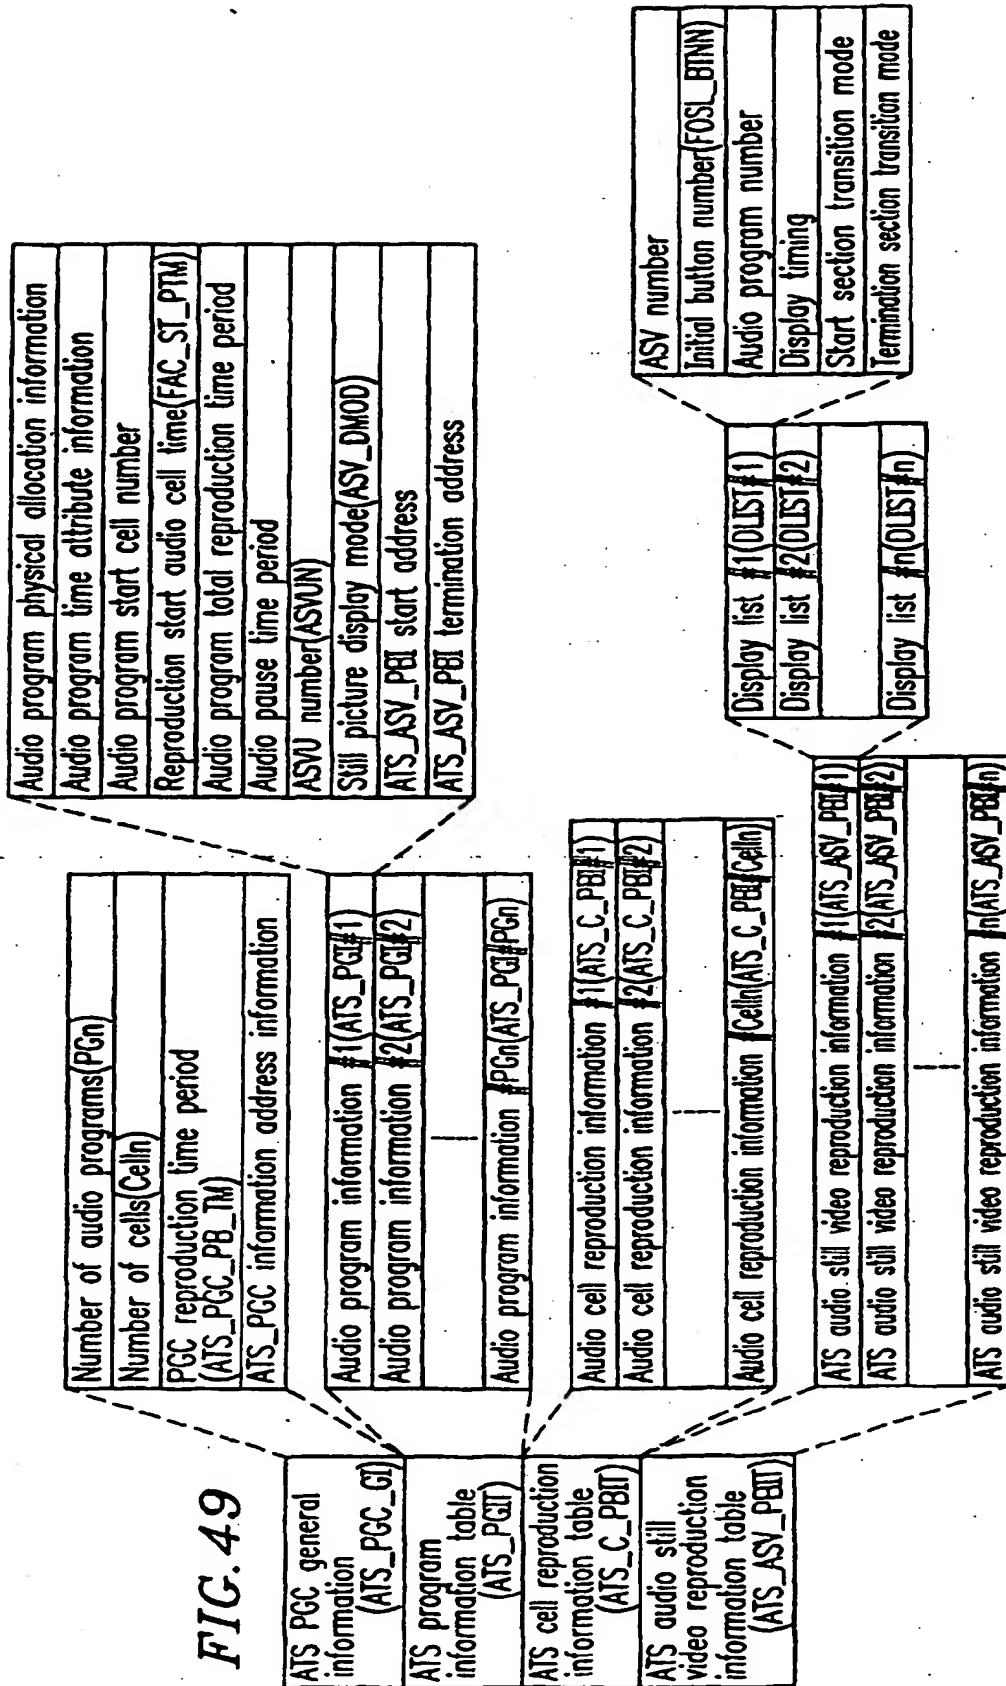 FIG. 49
ATS PGC general
information
(ATS_PGC_GI)
ATS program
information table
(ATS_PGIT)
ATS cell reproduction
information table
(ATS_C_PBIT)
ATS audio still
video reproduction
information table
(ATS_ASV_PBIT)
Number of audio programs(PGn)
Number of cells(Celln)
PGC reproduction time period
(ATS_PGC_PB_TM)
ATS_PGC information address information
Audio program information #1(ATS_PGI#1)
Audio program information #2(ATS_PGI#2)
Audio program information #PGn(ATS_PGI#PGn)
Audio cell reproduction information #1(ATS_C_PBI#1)
Audio cell reproduction information #2(ATS_C_PBI#2)
Audio cell reproduction information #Celln(ATS_C_PBI#Celln)
ATS audio still video reproduction information #1(ATS_ASV_PBI#1)
ATS audio still video reproduction information #2(ATS_ASV_PBI#2)
ATS audio still video reproduction information #n(ATS_ASV_PBI#n)
Audio program physical allocation information
Audio program time attribute information
Audio program start cell number
Reproduction start audio cell time(FAC_ST_PTM)
Audio program total reproduction time period
Audio pause time period
ASVU number(ASVUN)
Still picture display mode(ASV_DMOD)
ATS_ASV_PBI start address
ATS_ASV_PBI termination address
Display list #1(DLIST#1)
Display list #2(DLIST#2)
Display list #n(DLIST#n)
ASV number
Initial button number(FOSL_BTNN)
Audio program number
Display timing
Start section transition mode
Termination section transition mode